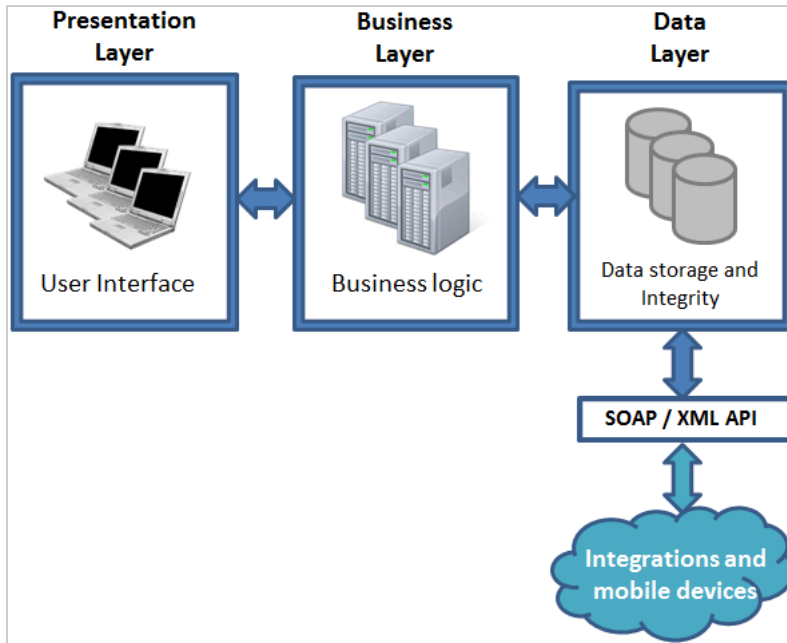 Presentation
Layer
Business
Layer
Data
Layer
User Interface
Business logic
Data storage and
Integrity
SOAP / XML API
Integrations and
mobile devices